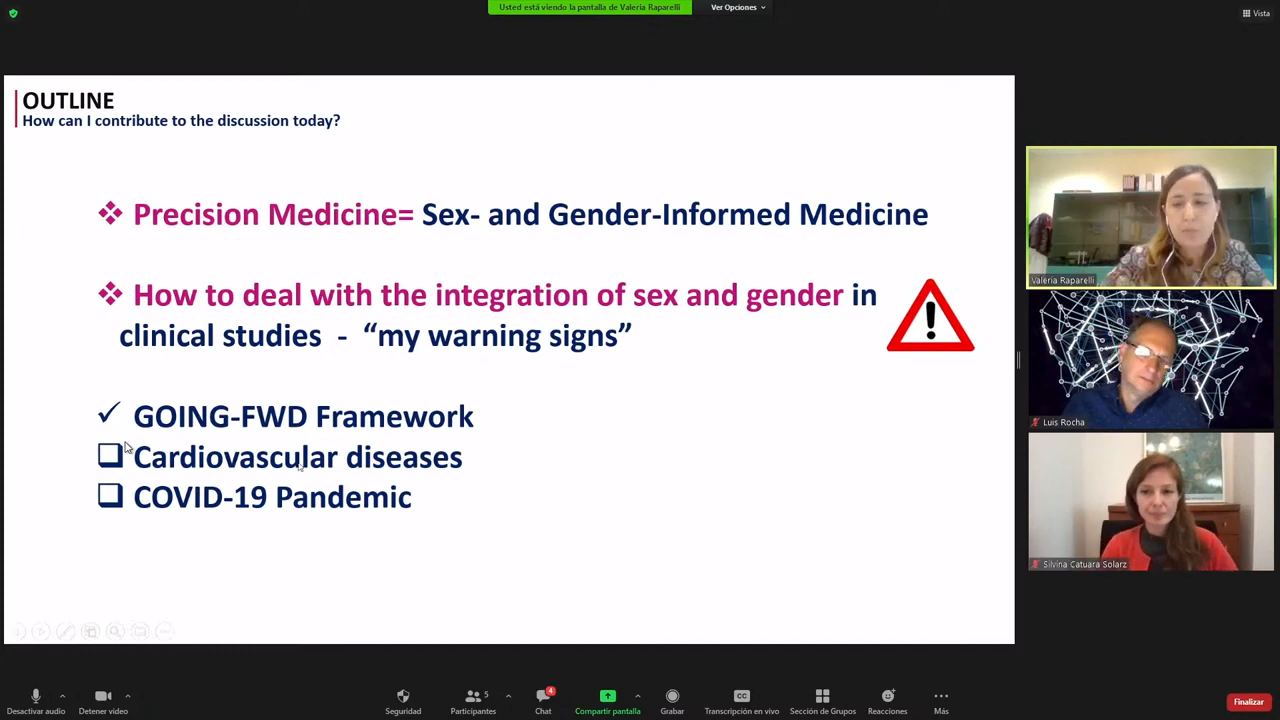 Usted está viendo la pantalla de Valeria Raparelli
Ver Opciones
Vista
OUTLINE
How can I contribute to the discussion today?
❖ Precision Medicine= Sex- and Gender-Informed Medicine
❖ How to deal with the integration of sex and gender in
clinical studies - “my warning signs”
✓ GOING-FWD Framework
❑ Cardiovascular diseases
❑ COVID-19 Pandemic
Valeria Raparelli
Luis Rocha
Silvina Catuara Solarz
Desactivar audio
Detener video
Seguridad
5
Participantes
4
Chat
Compartir pantalla
Grabar
Transcripción en vivo
Sección de Grupos
Reacciones
Más
Finalizar